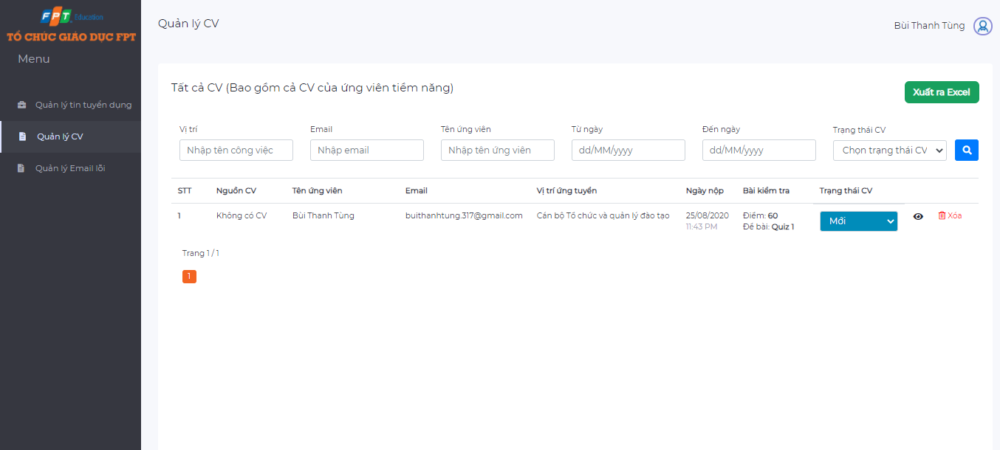 FPT Education
TỔ CHỨC GIÁO DỤC FPT
Menu
Quản lý tin tuyển dụng
Quản lý CV
Quản lý Email lỗi
Quản lý CV
Bùi Thanh Tùng
Tất cả CV (Bao gồm cả CV của ứng viên tiềm năng)
Xuất ra Excel
Vị trí Email Tên ứng viên Từ ngày Đến ngày Trạng thái CV
Nhập tên công việc Nhập email Nhập tên ứng viên dd/MM/yyyy dd/MM/yyyy Chọn trạng thái CV
STT Nguồn CV Tên ứng viên Email Vị trí ứng tuyển Ngày nộp Bài kiểm tra Trạng thái CV
1 Không có CV Bùi Thanh Tùng buithanhtung.317@gmail.com Cán bộ Tổ chức và quản lý đào tạo 25/08/2020 Điểm: 60 Mới Xóa
11:43 PM Đề bài: Quiz 1
Trang 1 / 1
1